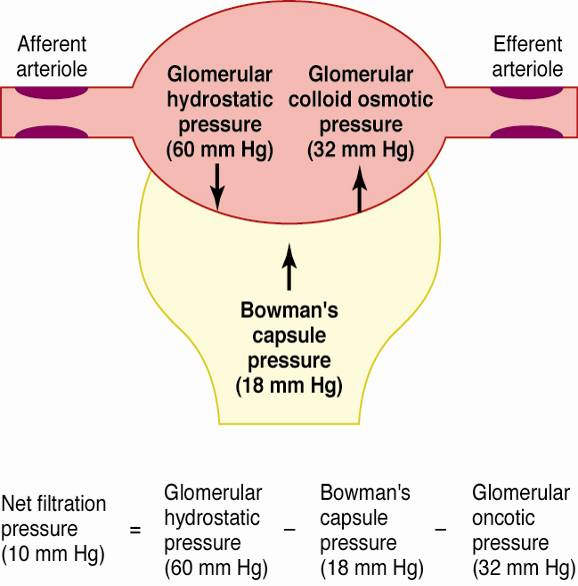 Afferent
arteriole
Efferent
arteriole
Glomerular
hydrostatic
pressure
(60 mm Hg)
Glomerular
colloid osmotic
pressure
(32 mm Hg)
Bowman's
capsule
pressure
(18 mm Hg)
Net filtration
pressure
(10 mm Hg)
=
Glomerular
hydrostatic
pressure
(60 mm Hg)
–
Bowman's
capsule
pressure
(18 mm Hg)
–
Glomerular
oncotic
pressure
(32 mm Hg)